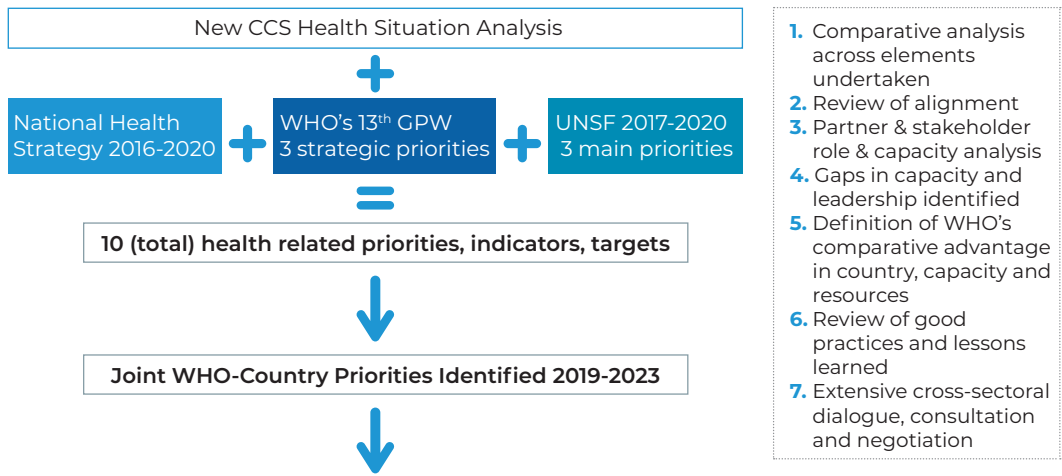 New CCS Health Situation Analysis
National Health
Strategy 2016-2020
WHO's 13th GPW
3 strategic priorities
UNSF 2017-2020
3 main priorities
10 (total) health related priorities, indicators, targets
Joint WHO-Country Priorities Identified 2019-2023
1. Comparative analysis
across elements
undertaken
2. Review of alignment
3. Partner & stakeholder
role & capacity analysis
4. Gaps in capacity and
leadership identified
5. Definition of WHO's
comparative advantage
in country, capacity and
resources
6. Review of good
practices and lessons
learned
7. Extensive cross-sectoral
dialogue, consultation
and negotiation